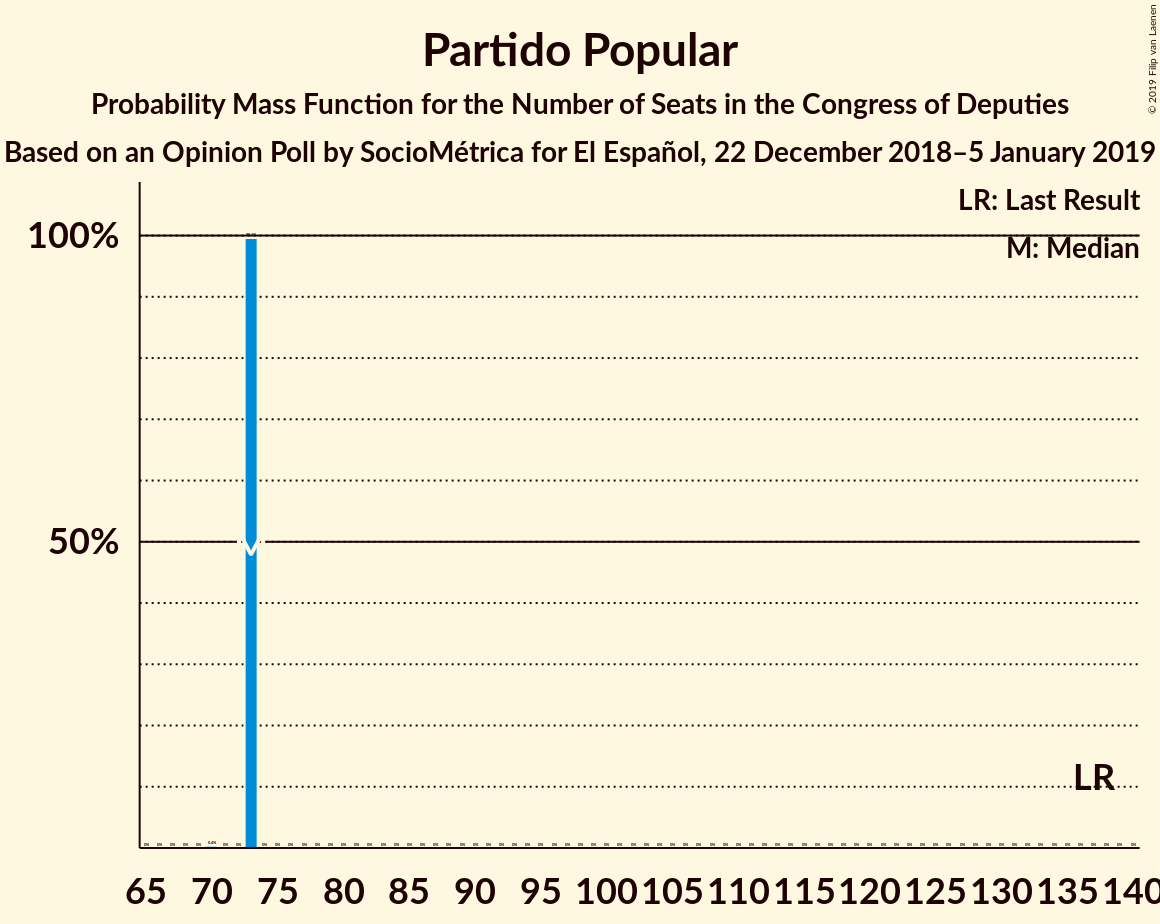 Partido Popular
Probability Mass Function for the Number of Seats in the Congress of Deputies
Based on an Opinion Poll by SocioMétrica for El Español, 22 December 2018–5 January 2019
© 2019 Filip van Laenen
LR: Last Result
M: Median
100%
50%
LR
65 70 75 80 85 90 95 100 105 110 115 120 125 130 135 140